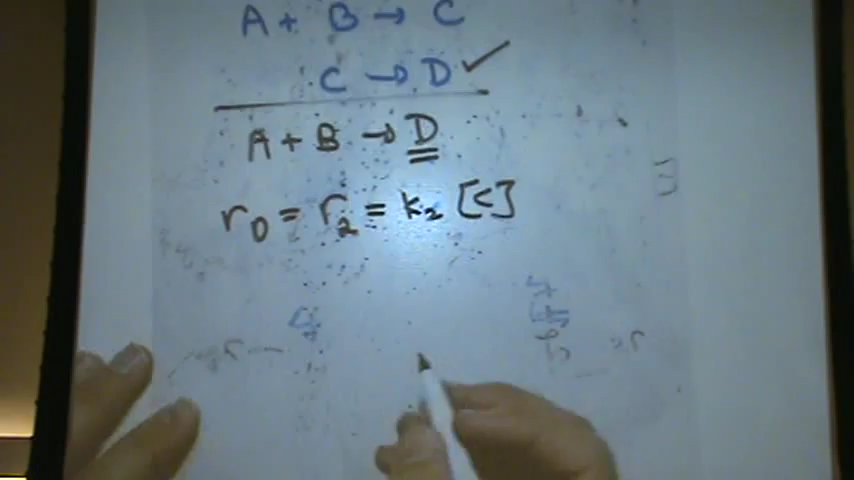 A + B → C
C → D ✓
A + B → D
r_D = r_2 = k_2 [C]